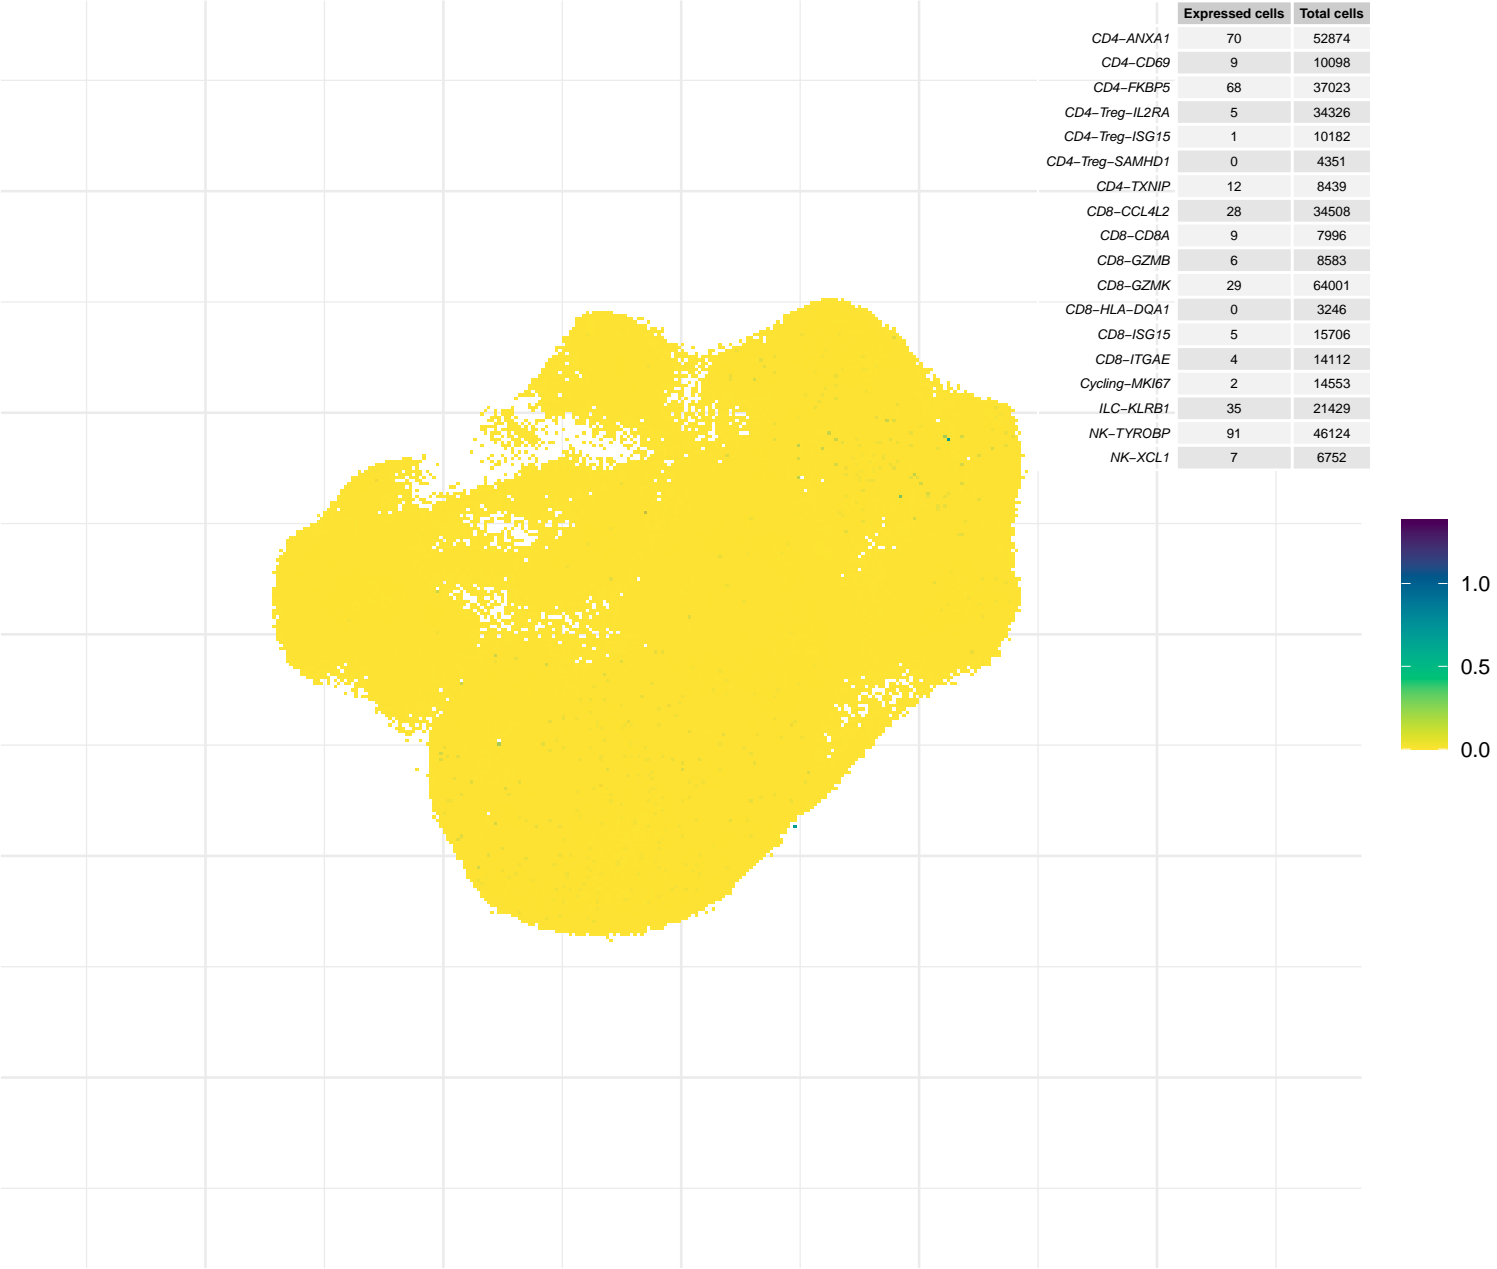 Expressed cells Total cells
CD4−ANXA1 70 52874
CD4−CD69 9 10098
CD4−FKBP5 68 37023
CD4−Treg−IL2RA 5 34326
CD4−Treg−ISG15 1 10182
CD4−Treg−SAMHD1 0 4351
CD4−TXNIP 12 8439
CD8−CCL4L2 28 34508
CD8−CD8A 9 7996
CD8−GZMB 6 8583
CD8−GZMK 29 64001
CD8−HLA−DQA1 0 3246
CD8−ISG15 5 15706
CD8−ITGAE 4 14112
Cycling−MKI67 2 14553
ILC−KLRB1 35 21429
NK−TYROBP 91 46124
NK−XCL1 7 6752
1.0
0.5
0.0